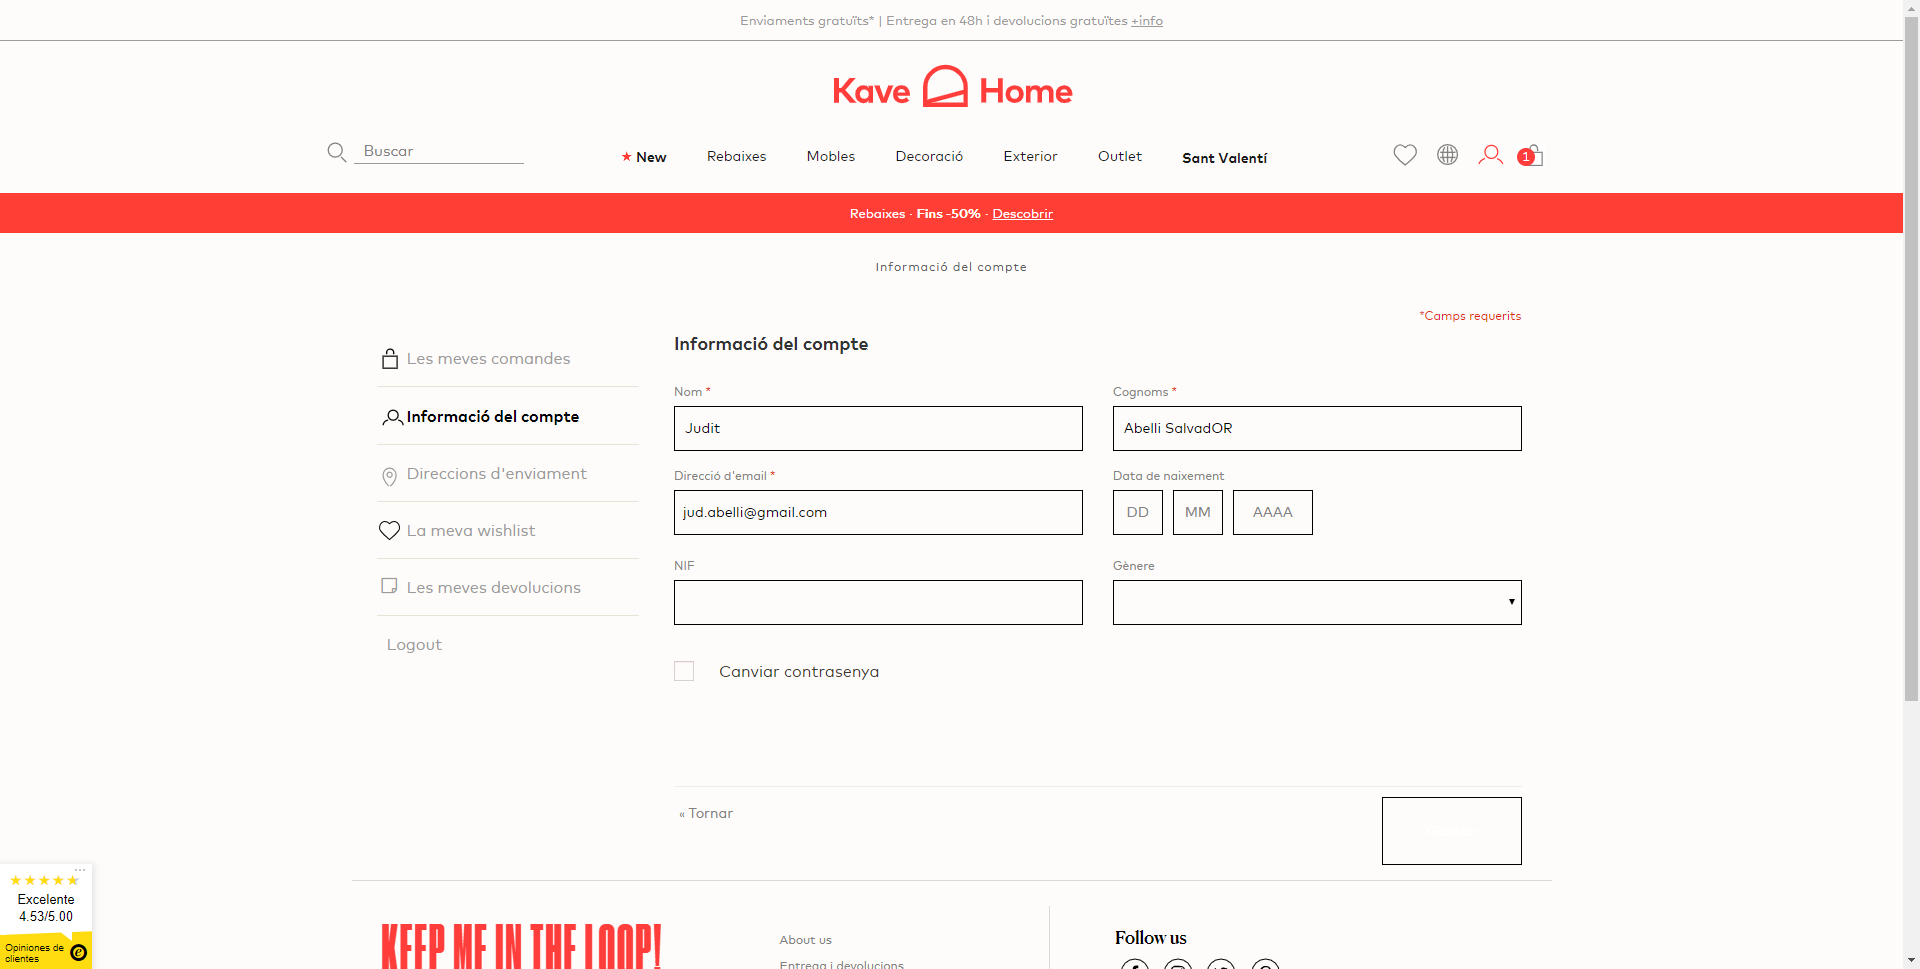 Enviaments gratuïts* | Entrega en 48h i devolucions gratuïtes +info
Kave Home
Buscar
★ New
Rebaixes
Mobles
Decoració
Exterior
Outlet
Sant Valentí
1
Rebaixes · Fins -50% · Descobrir
Informació del compte
*Camps requerits
Les meves comandes
Informació del compte
Direccions d'enviament
La meva wishlist
Les meves devolucions
Logout
Informació del compte
Nom *
Judit
Cognoms *
Abelli SalvadOR
Direcció d'email *
jud.abelli@gmail.com
Data de naixement
DD
MM
AAAA
NIF
Gènere
Canviar contrasenya
« Tornar
Excelente
4.53/5.00
Opiniones de
clientes
KEEP ME IN THE LOOP!
About us
Entrega i devolucions
Follow us